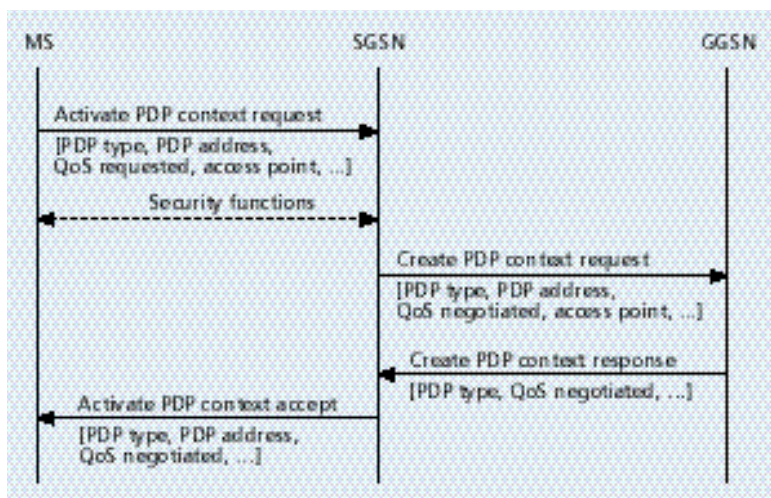 MS
SGSN
GGSN
Activate PDP context request
[PDP type, PDP address,
QoS requested, access point, ...]
Security functions
Create PDP context request
[PDP type, PDP address,
QoS negotiated, access point, ...]
Create PDP context response
[PDP type, QoS negotiated, ...]
Activate PDP context accept
[PDP type, PDP address,
QoS negotiated, ...]